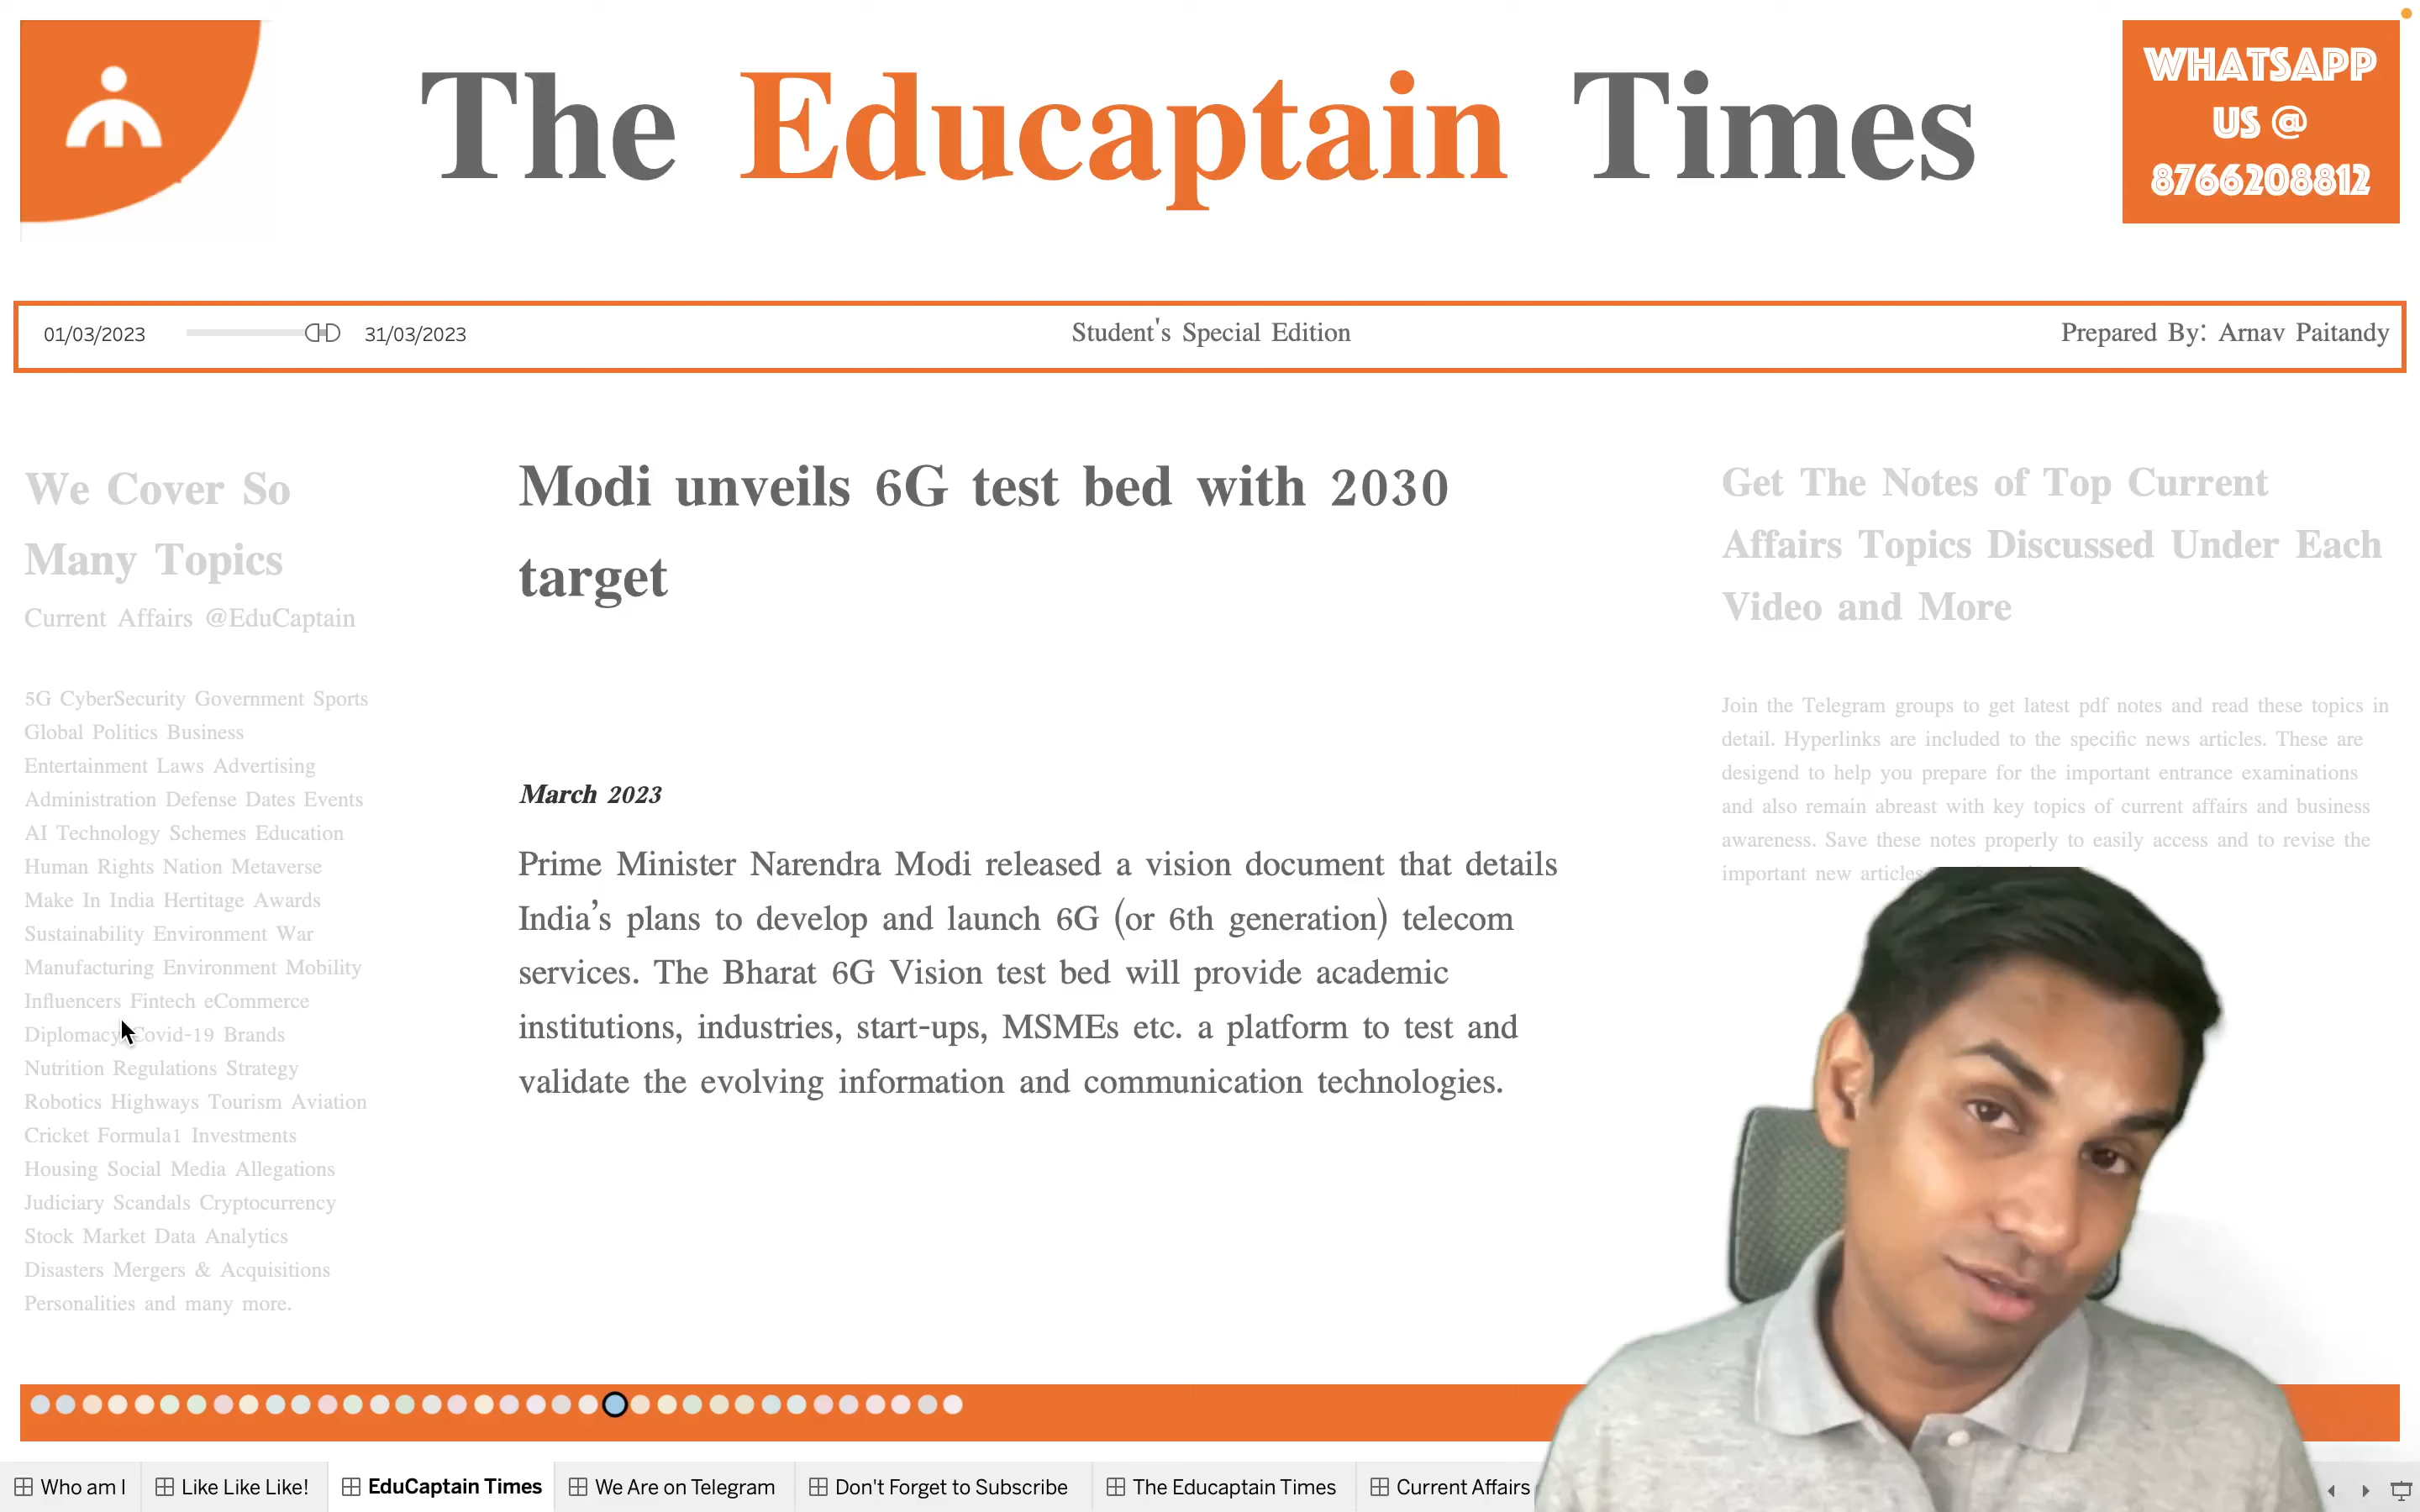 The Educaptain Times
WHATSAPP
US @
8766208812
01/03/2023
31/03/2023
Student's Special Edition
Prepared By: Arnav Paitandy
We Cover So
Many Topics
Current Affairs @EduCaptain
5G CyberSecurity Government Sports
Global Politics Business
Entertainment Laws Advertising
Administration Defense Dates Events
AI Technology Schemes Education
Human Rights Nation Metaverse
Make In India Hertitage Awards
Sustainability Environment War
Manufacturing Environment Mobility
Influencers Fintech eCommerce
Diplomacy Covid-19 Brands
Nutrition Regulations Strategy
Robotics Highways Tourism Aviation
Cricket Formula1 Investments
Housing Social Media Allegations
Judiciary Scandals Cryptocurrency
Stock Market Data Analytics
Disasters Mergers & Acquisitions
Personalities and many more.
Modi unveils 6G test bed with 2030
target
March 2023
Prime Minister Narendra Modi released a vision document that details
India’s plans to develop and launch 6G (or 6th generation) telecom
services. The Bharat 6G Vision test bed will provide academic
institutions, industries, start-ups, MSMEs etc. a platform to test and
validate the evolving information and communication technologies.
Get The Notes of Top Current
Affairs Topics Discussed Under Each
Video and More
Join the Telegram groups to get latest pdf notes and read these topics in
detail. Hyperlinks are included to the specific news articles. These are
desigend to help you prepare for the important entrance examinations
and also remain abreast with key topics of current affairs and business
awareness. Save these notes properly to easily access and to revise the
important new articles
Who am I
Like Like Like!
EduCaptain Times
We Are on Telegram
Don't Forget to Subscribe
The Educaptain Times
Current Affairs